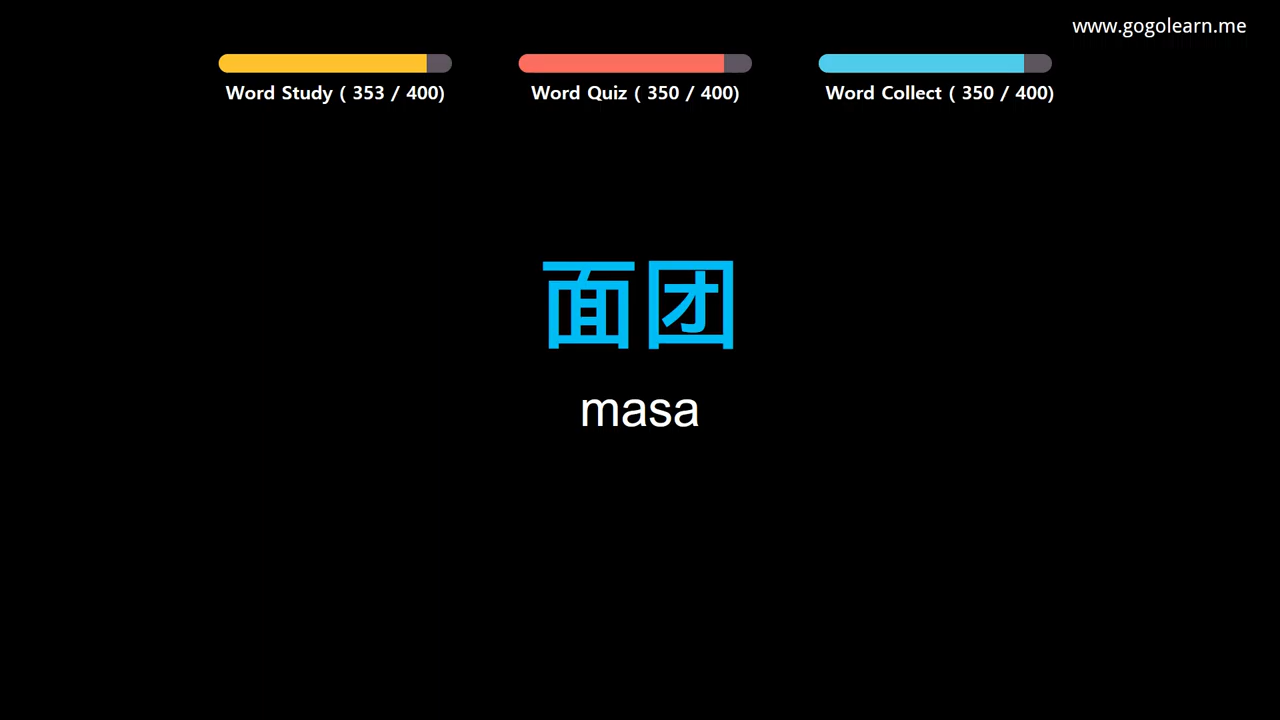 www.gogolearn.me
Word Study ( 353 / 400)
Word Quiz ( 350 / 400)
Word Collect ( 350 / 400)
面团
masa